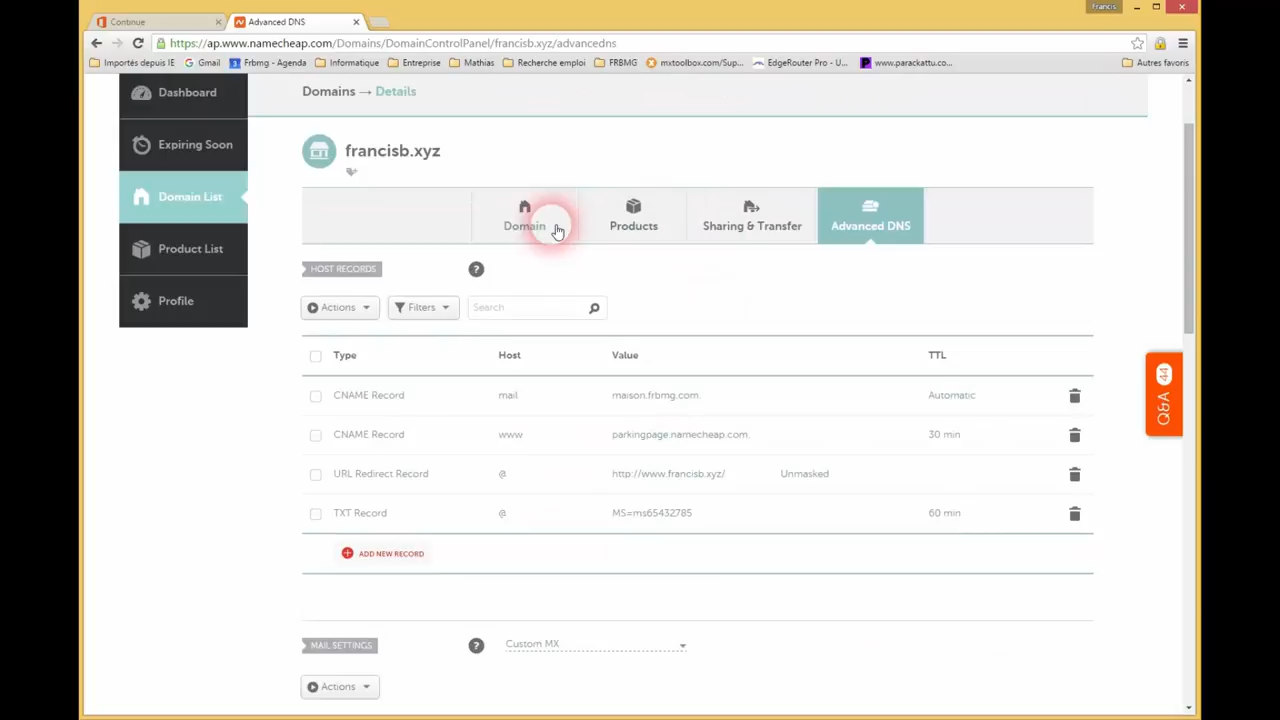 Francis
Continue
Advanced DNS
https://ap.www.namecheap.com/Domains/DomainControlPanel/francisb.xyz/advancedns
Importés depuis IE Gmail Frbmg - Agenda Informatique Entreprise Mathias Recherche emploi FRBMG mxtoolbox.com/Sup... EdgeRouter Pro - U... www.parackattu.co... Autres favoris
Dashboard
Expiring Soon
Domain List
Product List
Profile
Domains → Details
francisb.xyz
Domain Products Sharing & Transfer Advanced DNS
HOST RECORDS ?
Actions Filters Search
Type Host Value TTL
CNAME Record mail maison.frbmg.com. Automatic
CNAME Record www parkingpage.namecheap.com. 30 min
URL Redirect Record @ http://www.francisb.xyz/ Unmasked
TXT Record @ MS=ms65432785 60 min
ADD NEW RECORD
MAIL SETTINGS ? Custom MX
Actions
Q&A 44